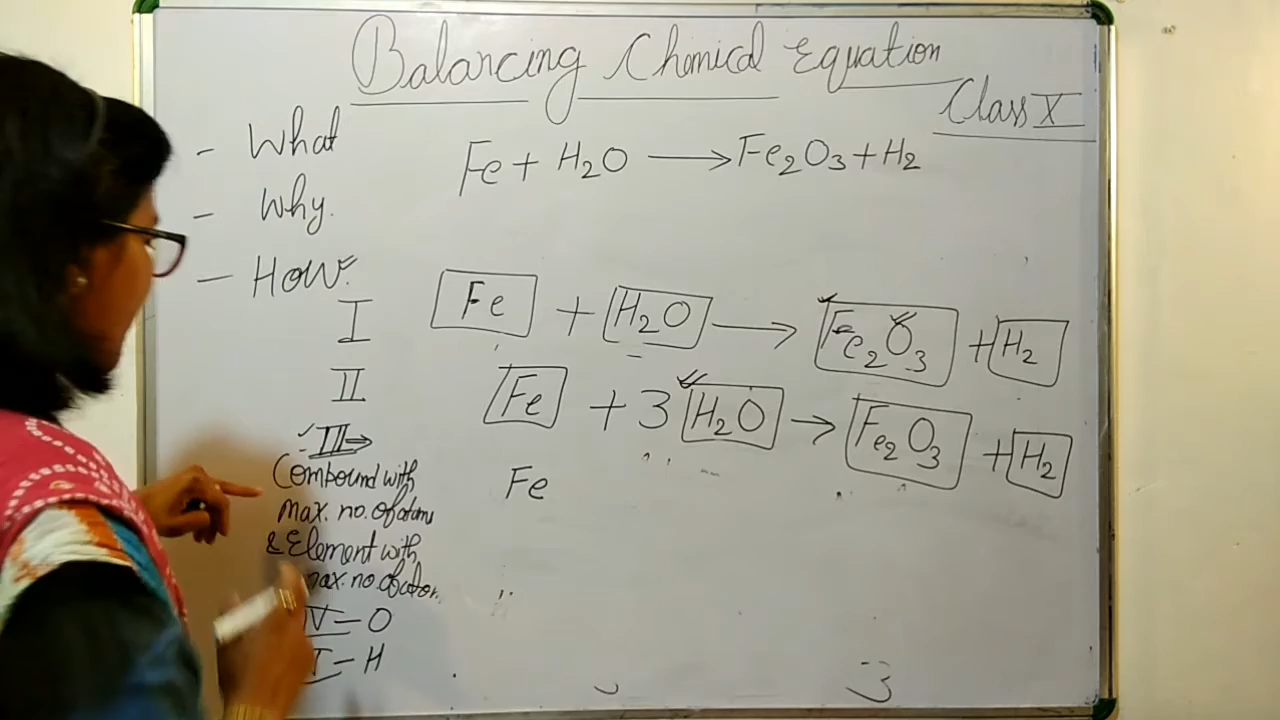 Balancing Chemical Equation
Class X
- What
Fe + H2O ⟶ Fe2O3 + H2
- Why.
- HOW.
I
Fe + H2O ⟶ Fe2O3 + H2
II
Fe + 3 H2O → Fe2O3 + H2
III ⇒
Compound with
Max. no. of atoms
& Element with
max. no. of atom.
Fe
IV = O
- H
3